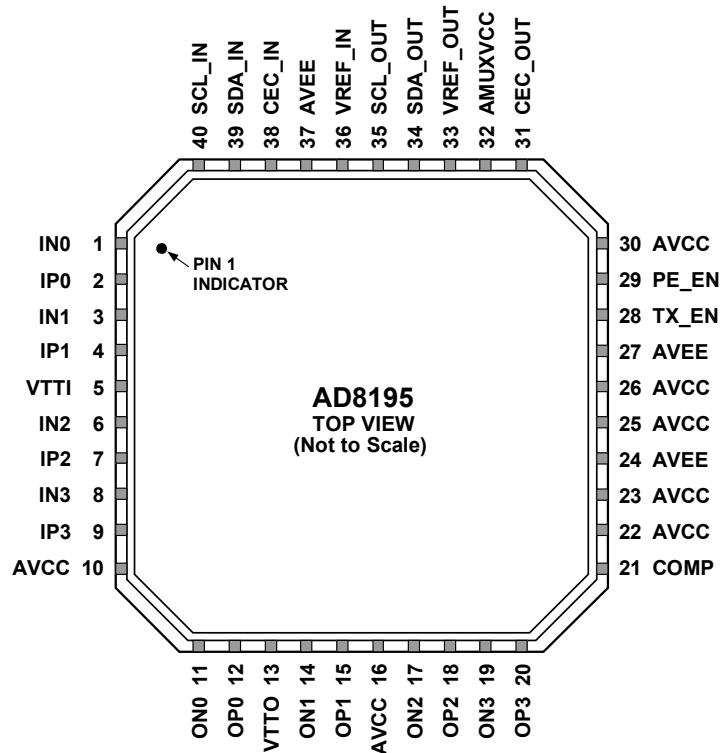 40 SCL_IN
39 SDA_IN
38 CEC_IN
37 AVEE
36 VREF_IN
35 SCL_OUT
34 SDA_OUT
33 VREF_OUT
32 AMUXVCC
31 CEC_OUT
IN0 1
IP0 2
IN1 3
IP1 4
VTTI 5
IN2 6
IP2 7
IN3 8
IP3 9
AVCC 10
PIN 1
INDICATOR
AD8195
TOP VIEW
(Not to Scale)
30 AVCC
29 PE_EN
28 TX_EN
27 AVEE
26 AVCC
25 AVCC
24 AVEE
23 AVCC
22 AVCC
21 COMP
ON0 11
OP0 12
VTTO 13
ON1 14
OP1 15
AVCC 16
ON2 17
OP2 18
ON3 19
OP3 20